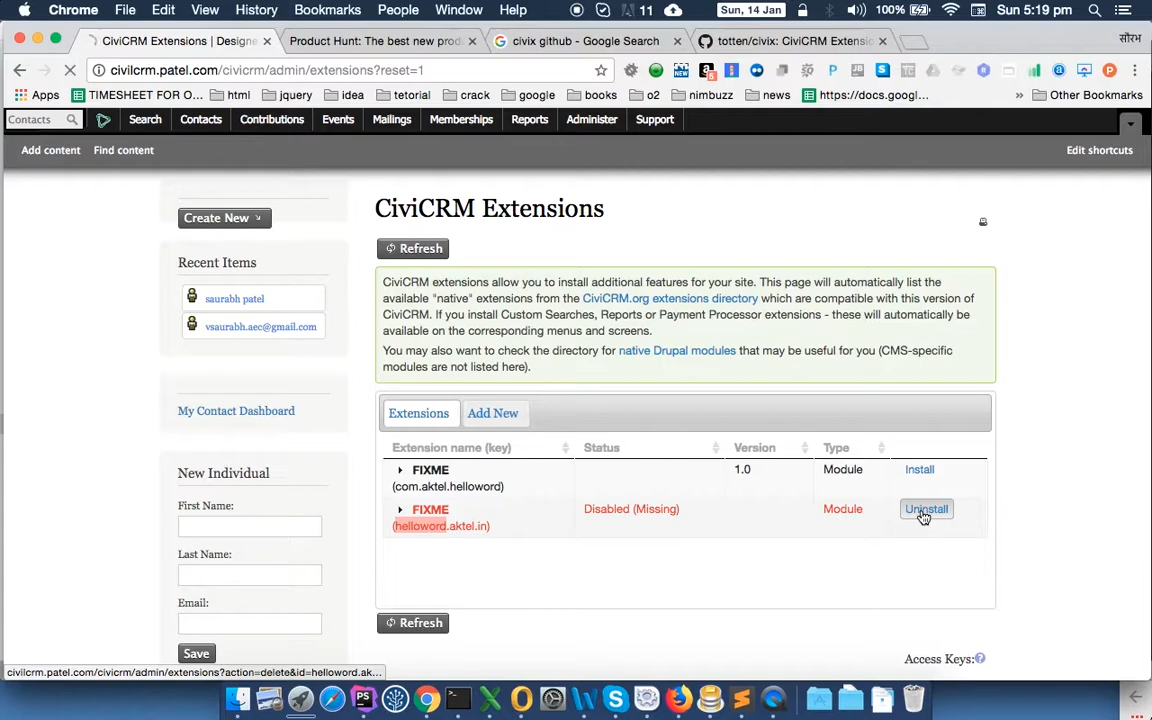 Chrome File Edit View History Bookmarks People Window Help 11 Sun, 14 Jan 100% Sun 5:19 pm
CiviCRM Extensions | Designe Product Hunt: The best new prod civix github - Google Search totten/civix: CiviCRM Extensio सौरभ
civilcrm.patel.com/civicrm/admin/extensions?reset=1
Apps TIMESHEET FOR O... html jquery idea tetorial crack google books o2 nimbuzz news https://docs.googl... » Other Bookmarks
Contacts Search Contacts Contributions Events Mailings Memberships Reports Administer Support
Add content Find content Edit shortcuts
Create New
CiviCRM Extensions
Refresh
Recent Items
saurabh patel
vsaurabh.aec@gmail.com
CiviCRM extensions allow you to install additional features for your site. This page will automatically list the
available "native" extensions from the CiviCRM.org extensions directory which are compatible with this version of
CiviCRM. If you install Custom Searches, Reports or Payment Processor extensions - these will automatically be
available on the corresponding menus and screens.
You may also want to check the directory for native Drupal modules that may be useful for you (CMS-specific
modules are not listed here).
My Contact Dashboard
Extensions Add New
Extension name (key) Status Version Type
FIXME 1.0 Module Install
(com.aktel.helloword)
FIXME Disabled (Missing) Module Uninstall
(helloword.aktel.in)
New Individual
First Name:
Last Name:
Email:
Save
Refresh
Access Keys:
civilcrm.patel.com/civicrm/admin/extensions?action=delete&id=helloword.ak...